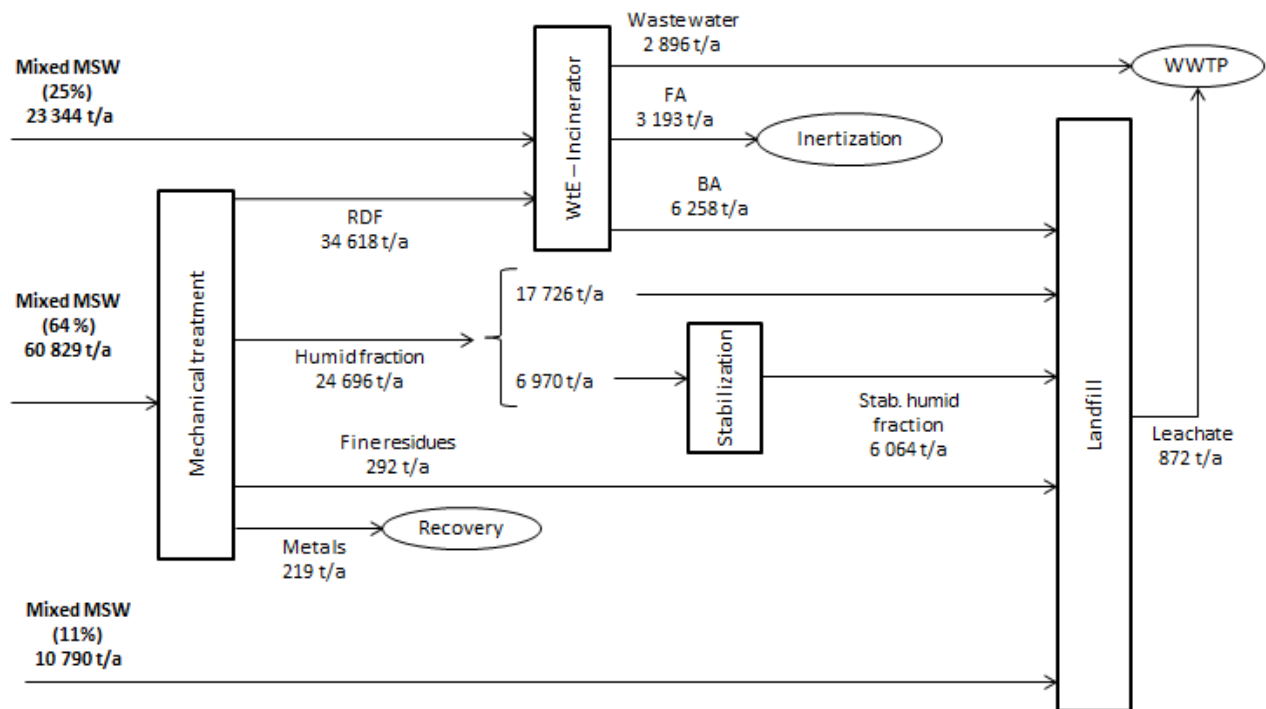 Waste water
2 896 t/a
WWTP
Mixed MSW
(25%)
23 344 t/a
WtE – Incinerator
FA
3 193 t/a
Inertization
BA
6 258 t/a
RDF
34 618 t/a
Mechanical treatment
Mixed MSW
(64 %)
60 829 t/a
17 726 t/a
Humid fraction
24 696 t/a
6 970 t/a
Stabilization
Stab. humid
fraction
6 064 t/a
Landfill
Leachate
872 t/a
Fine residues
292 t/a
Recovery
Metals
219 t/a
Mixed MSW
(11%)
10 790 t/a